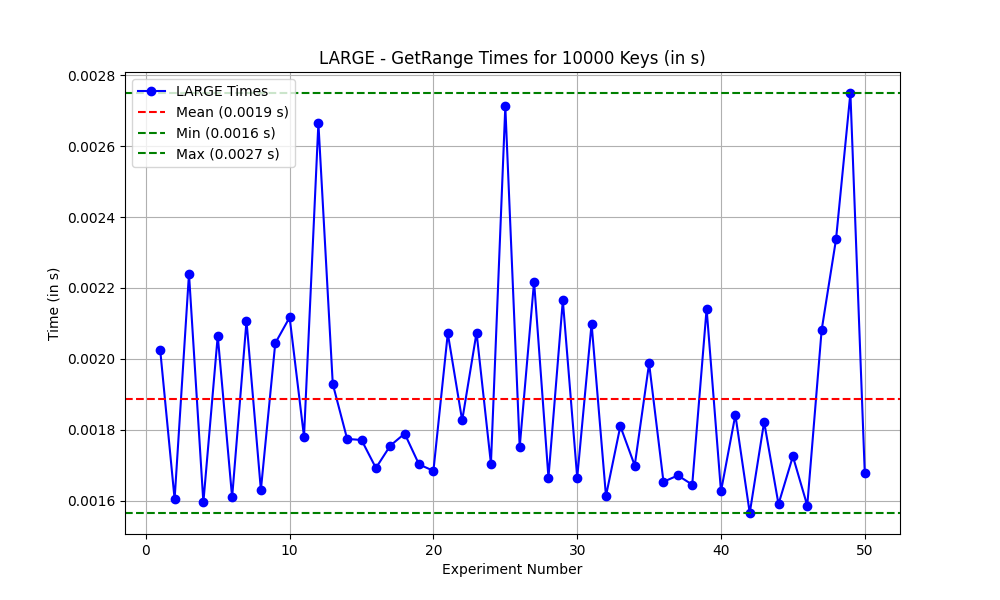 LARGE - GetRange Times for 10000 Keys (in s)
0.0028
0.0026
0.0024
0.0022
0.0020
0.0018
0.0016
Time (in s)
LARGE Times
Mean (0.0019 s)
Min (0.0016 s)
Max (0.0027 s)
0 10 20 30 40 50
Experiment Number